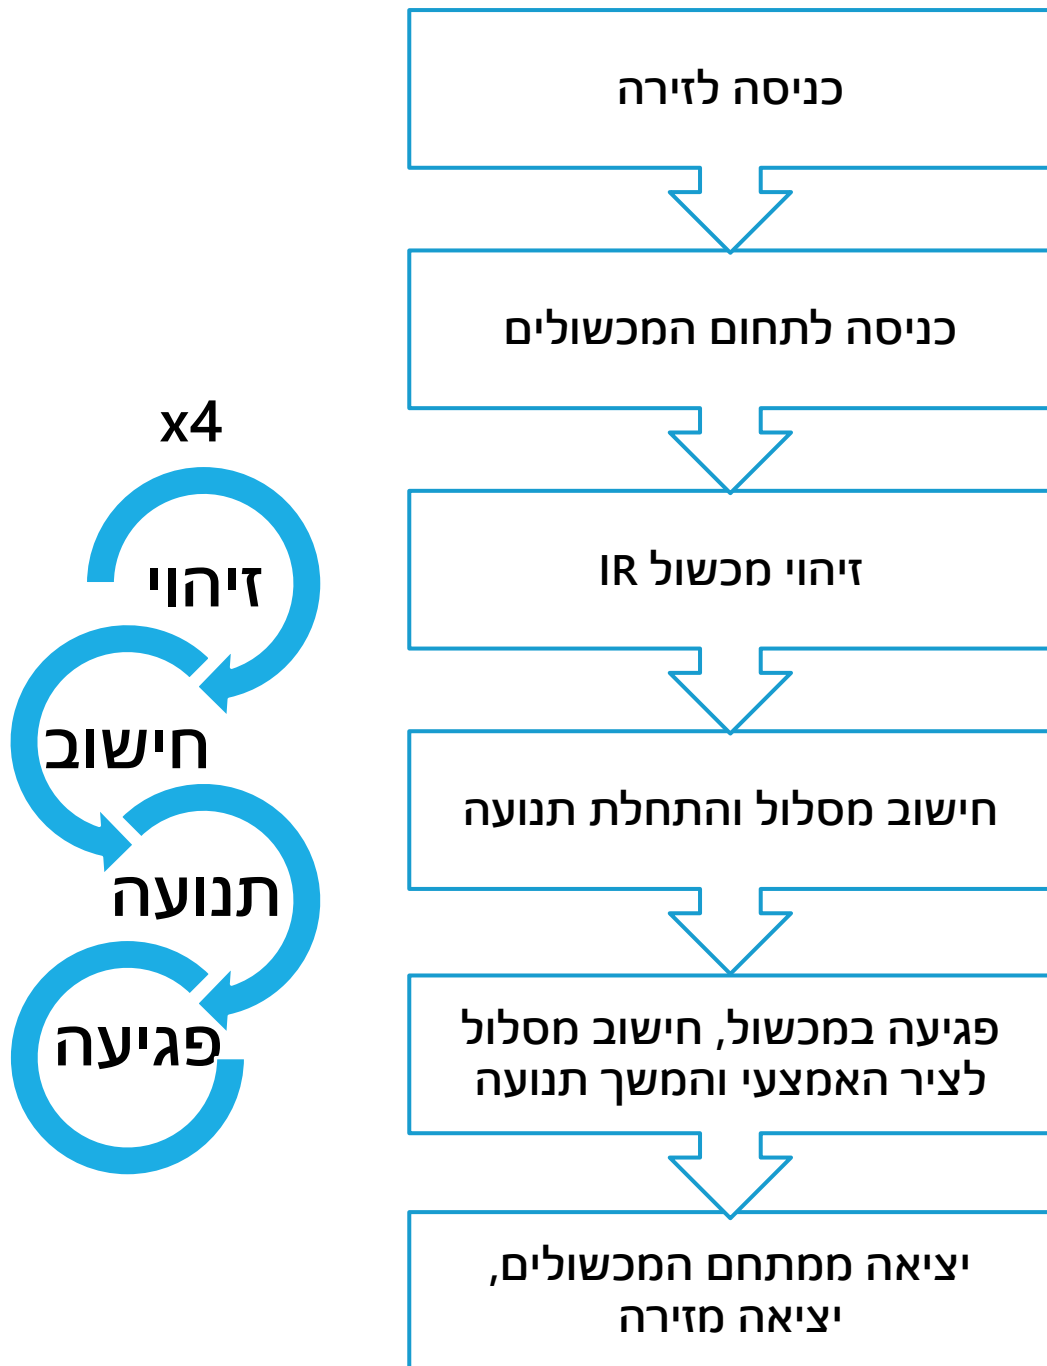 כניסה לזירה
כניסה לתחום המכשולים
זיהוי מכשול IR
חישוב מסלול והתחלת תנועה
פגיעה במכשול, חישוב מסלול
לציר האמצעי והמשך תנועה
יציאה ממתחם המכשולים,
יציאה מזירה
x4
זיהוי
חישוב
תנועה
פגיעה